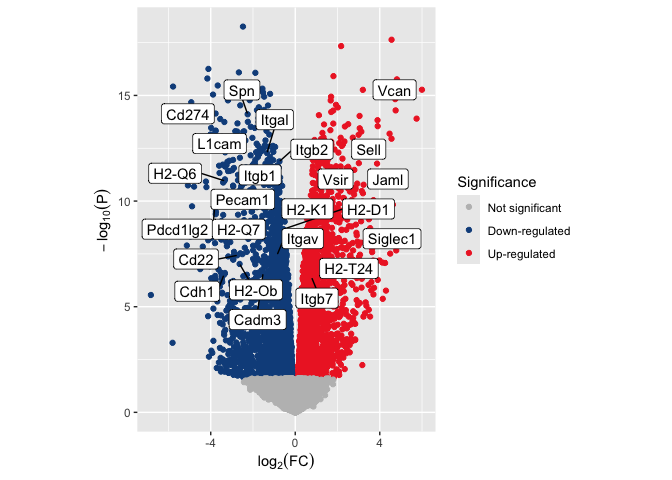 15
10
5
0
-4
0
4
− log10(P)
log2(FC)
Spn
Vcan
Cd274
Itgal
L1cam
Itgb2
Sell
H2-Q6
Itgb1
Vsir
Jaml
Pecam1
H2-K1
H2-D1
Pdcd1lg2
H2-Q7
Itgav
Siglec1
Cd22
H2-T24
Cdh1
H2-Ob
Itgb7
Cadm3
Significance
Not significant
Down-regulated
Up-regulated